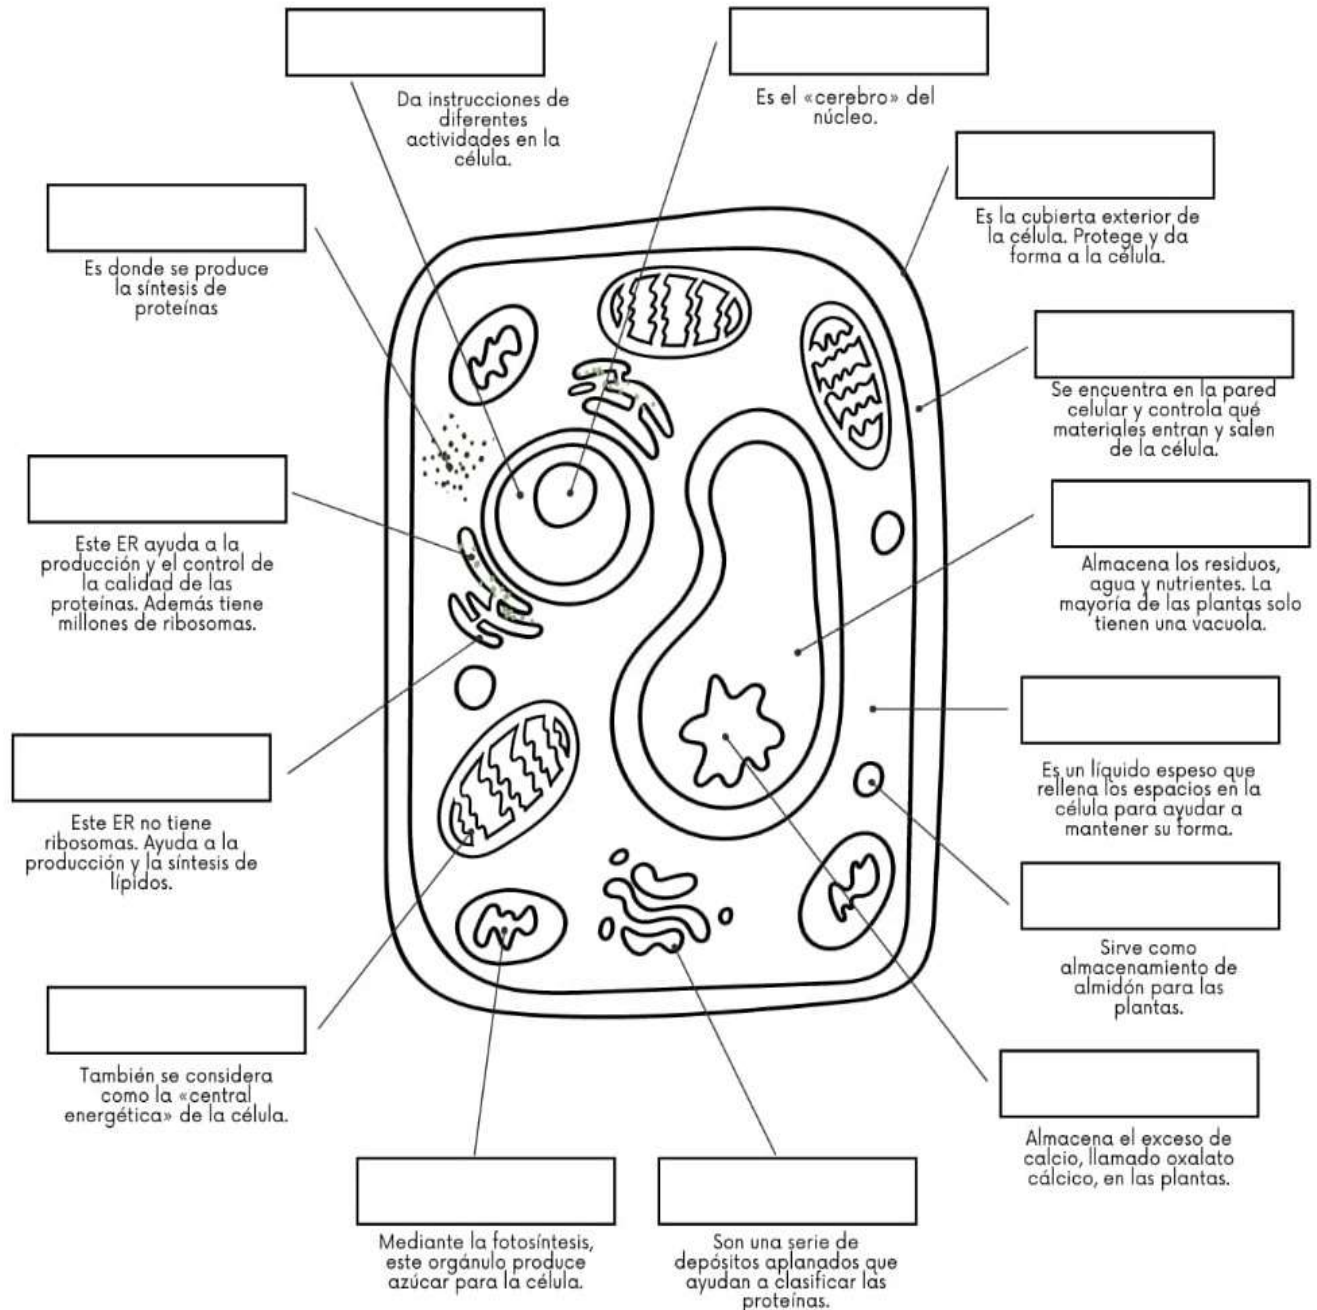 Da instrucciones de
diferentes
actividades en la
célula.
Es el «cerebro» del
núcleo.
Es la cubierta exterior de
la célula. Protege y da
forma a la célula.
Es donde se produce
la síntesis de
proteínas
Se encuentra en la pared
celular y controla qué
materiales entran y salen
de la célula.
Este ER ayuda a la
producción y el control de
la calidad de las
proteínas. Además tiene
millones de ribosomas.
Almacena los residuos,
agua y nutrientes. La
mayoría de las plantas solo
tienen una vacuola.
Es un líquido espeso que
rellena los espacios en la
célula para ayudar a
mantener su forma.
Este ER no tiene
ribosomas. Ayuda a la
producción y la síntesis de
lípidos.
Sirve como
almacenamiento de
almidón para las
plantas.
También se considera
como la «central
energética» de la célula.
Almacena el exceso de
calcio, llamado oxalato
cálcico, en las plantas.
Mediante la fotosíntesis,
este orgánulo produce
azúcar para la célula.
Son una serie de
depósitos aplanados que
ayudan a clasificar las
proteínas.